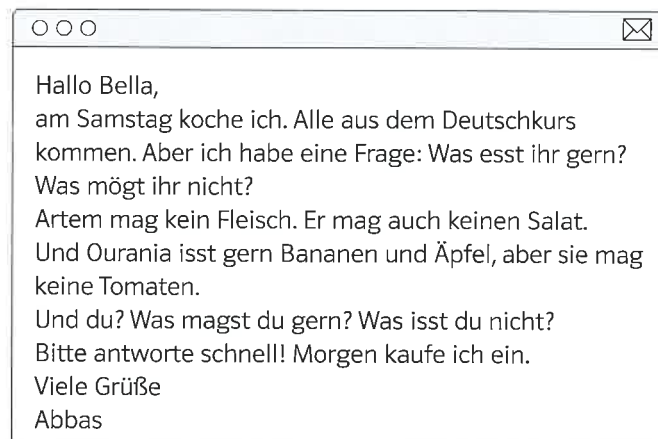 Hallo Bella,
am Samstag koche ich. Alle aus dem Deutschkurs
kommen. Aber ich habe eine Frage: Was esst ihr gern?
Was mögt ihr nicht?
Artem mag kein Fleisch. Er mag auch keinen Salat.
Und Ourania isst gern Bananen und Äpfel, aber sie mag
keine Tomaten.
Und du? Was magst du gern? Was isst du nicht?
Bitte antworte schnell! Morgen kaufe ich ein.
Viele Grüße
Abbas